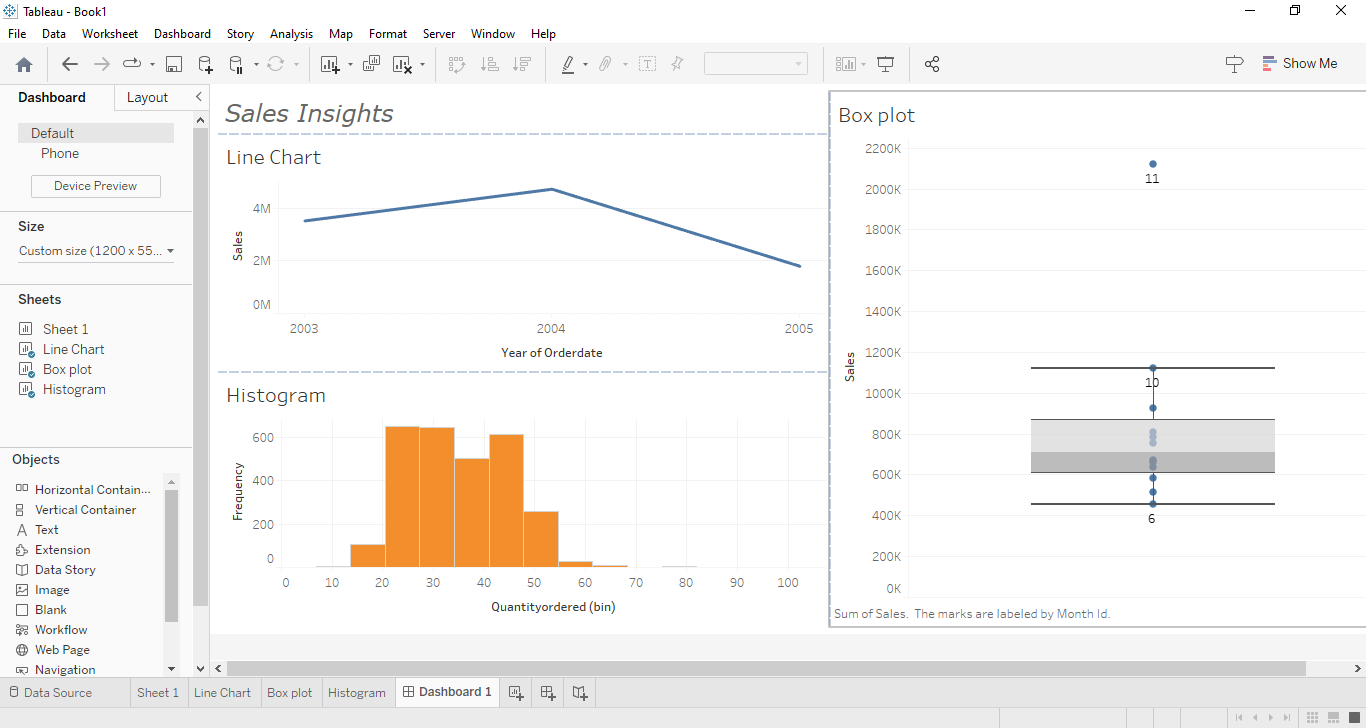 Tableau - Book1
File Data Worksheet Dashboard Story Analysis Map Format Server Window Help
Show Me
Dashboard Layout
Default
Phone
Device Preview
Size
Custom size (1200 x 55...
Sheets
Sheet 1
Line Chart
Box plot
Histogram
Objects
Horizontal Contain...
Vertical Container
Text
Extension
Data Story
Image
Blank
Workflow
Web Page
Navigation
Sales Insights
Line Chart
Sales
4M
2M
0M
2003 2004 2005
Year of Orderdate
Histogram
Frequency
600
400
200
0
0 10 20 30 40 50 60 70 80 90 100
Quantityordered (bin)
Box plot
Sales
2200K
2000K
1800K
1600K
1400K
1200K
1000K
800K
600K
400K
200K
0K
11
10
6
Sum of Sales. The marks are labeled by Month Id.
Data Source Sheet 1 Line Chart Box plot Histogram Dashboard 1